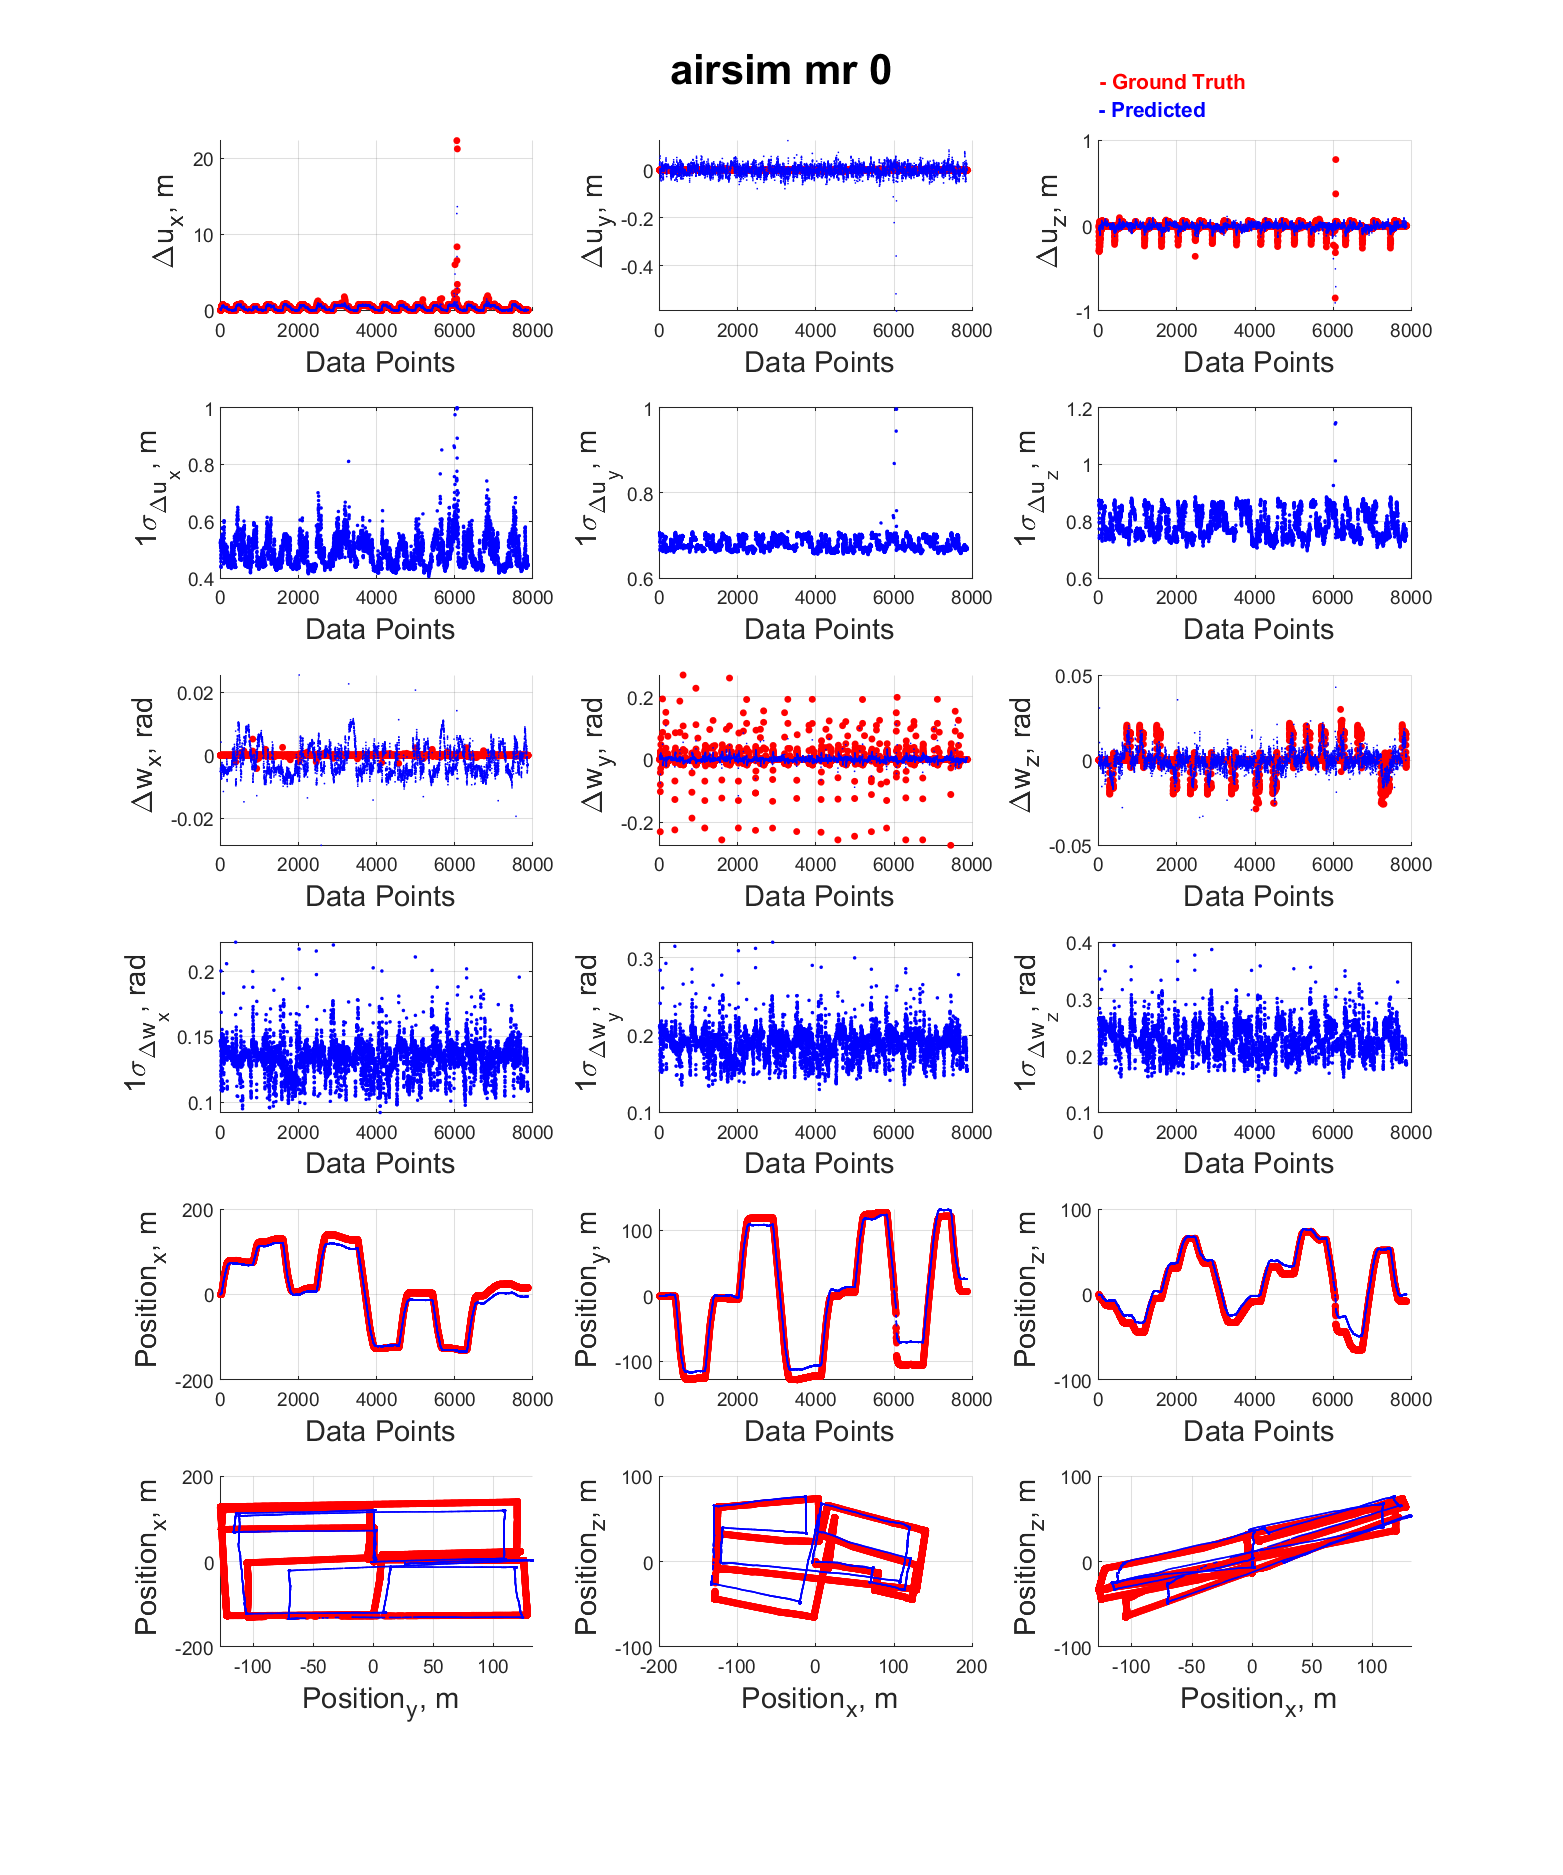 airsim mr 0
- Ground Truth
- Predicted
Δu_x, m
20
10
0
0 2000 4000 6000 8000
Data Points
Δu_y, m
0
-0.2
-0.4
0 2000 4000 6000 8000
Data Points
Δu_z, m
1
0
-1
0 2000 4000 6000 8000
Data Points
1σ_Δu_x, m
1
0.8
0.6
0.4
0 2000 4000 6000 8000
Data Points
1σ_Δu_y, m
1
0.8
0.6
0 2000 4000 6000 8000
Data Points
1σ_Δu_z, m
1.2
1
0.8
0.6
0 2000 4000 6000 8000
Data Points
Δw_x, rad
0.02
0
-0.02
0 2000 4000 6000 8000
Data Points
Δw_y, rad
0.2
0
-0.2
0 2000 4000 6000 8000
Data Points
Δw_z, rad
0.05
0
-0.05
0 2000 4000 6000 8000
Data Points
1σ_Δw_x, rad
0.2
0.15
0.1
0 2000 4000 6000 8000
Data Points
1σ_Δw_y, rad
0.3
0.2
0.1
0 2000 4000 6000 8000
Data Points
1σ_Δw_z, rad
0.4
0.3
0.2
0.1
0 2000 4000 6000 8000
Data Points
Position_x, m
200
0
-200
0 2000 4000 6000 8000
Data Points
Position_y, m
100
0
-100
0 2000 4000 6000 8000
Data Points
Position_z, m
100
0
-100
0 2000 4000 6000 8000
Data Points
Position_x, m
200
0
-200
-100 -50 0 50 100
Position_y, m
Position_z, m
100
0
-100
-200 -100 0 100 200
Position_x, m
Position_z, m
100
0
-100
-100 -50 0 50 100
Position_x, m